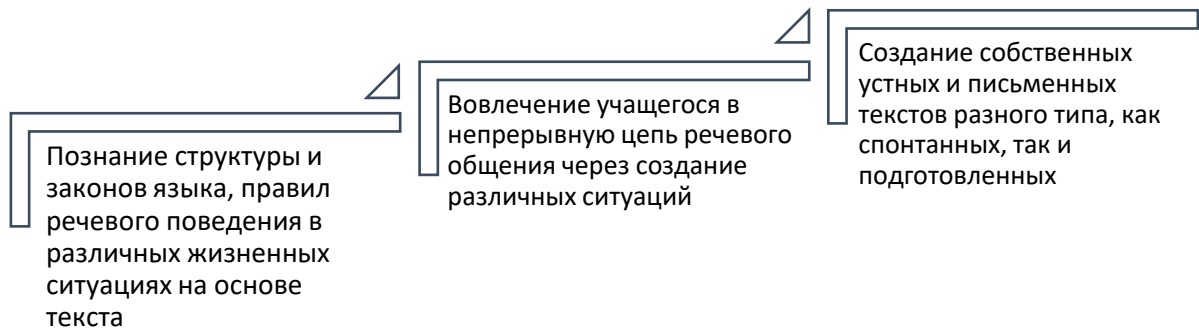 Познание структуры и
законов языка, правил
речевого поведения в
различных жизненных
ситуациях на основе
текста
Вовлечение учащегося в
непрерывную цепь речевого
общения через создание
различных ситуаций
Создание собственных
устных и письменных
текстов разного типа, как
спонтанных, так и
подготовленных